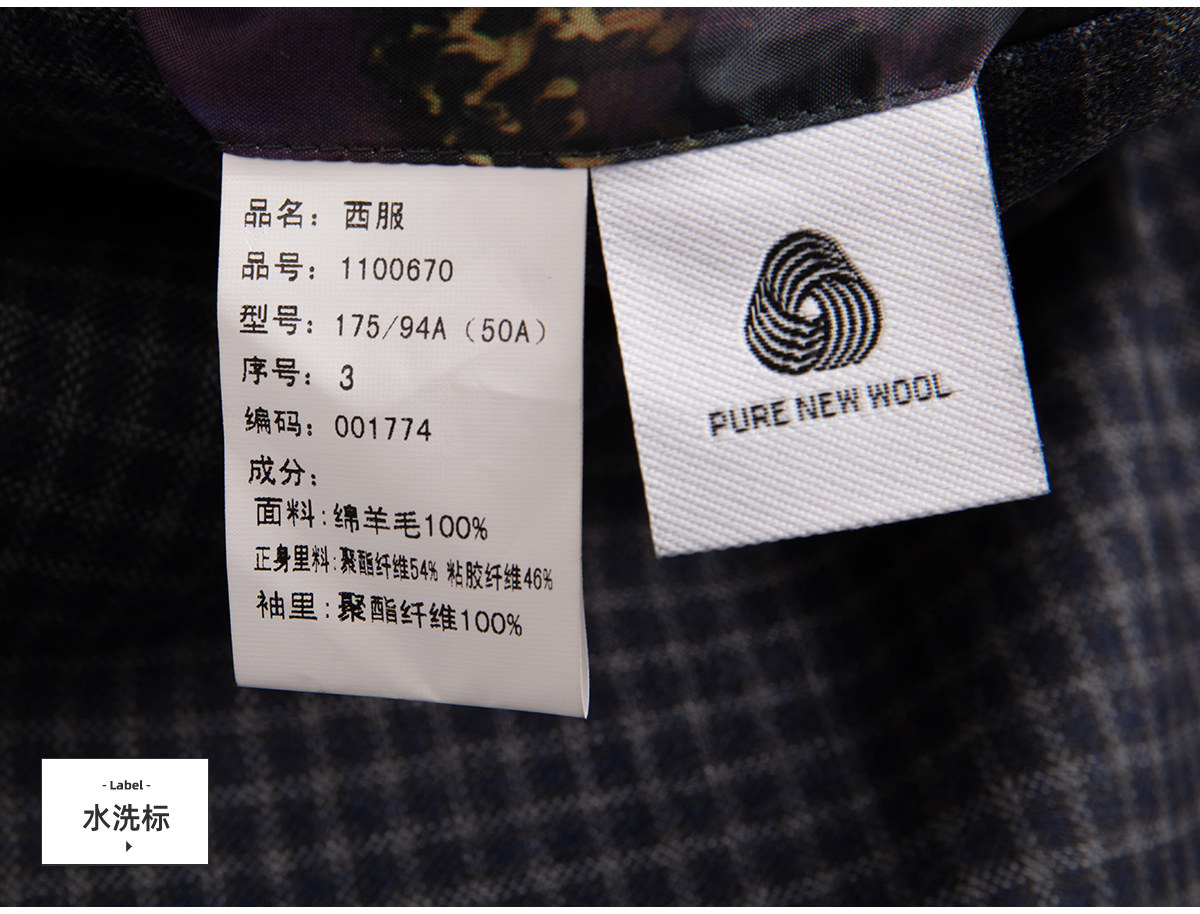 品名：西服
品号：1100670
型号：175/94A（50A）
序号：3
编码：001774
成分：
面料：绵羊毛100%
正身里料：聚酯纤维54% 粘胶纤维46%
袖里：聚酯纤维100%
PURE NEW WOOL
- Label -
水洗标